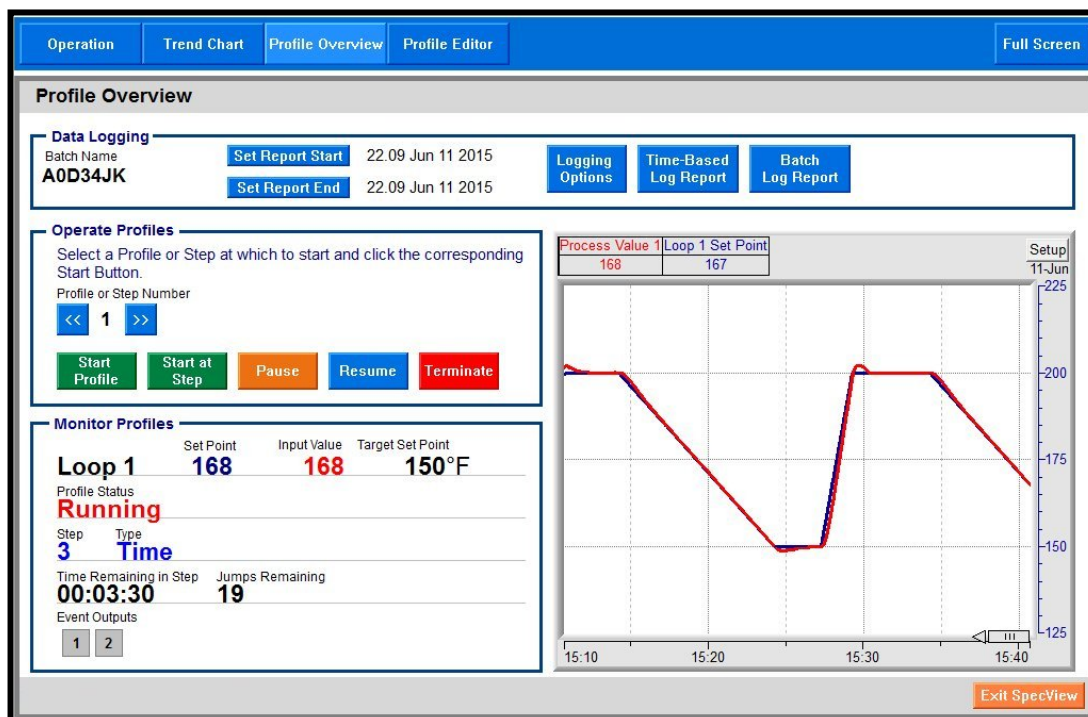 Operation Trend Chart Profile Overview Profile Editor Full Screen
Profile Overview
Data Logging
Batch Name
A0D34JK
Set Report Start 22.09 Jun 11 2015
Set Report End 22.09 Jun 11 2015
Logging Options
Time-Based Log Report
Batch Log Report
Operate Profiles
Select a Profile or Step at which to start and click the corresponding
Start Button.
Profile or Step Number
<< 1 >>
Start Profile
Start at Step
Pause
Resume
Terminate
Monitor Profiles
Set Point Input Value Target Set Point
Loop 1 168 168 150°F
Profile Status
Running
Step Type
3 Time
Time Remaining in Step Jumps Remaining
00:03:30 19
Event Outputs
1 2
Process Value 1 Loop 1 Set Point
168 167
Setup
11-Jun
225
200
175
150
125
15:10 15:20 15:30 15:40
Exit SpecView